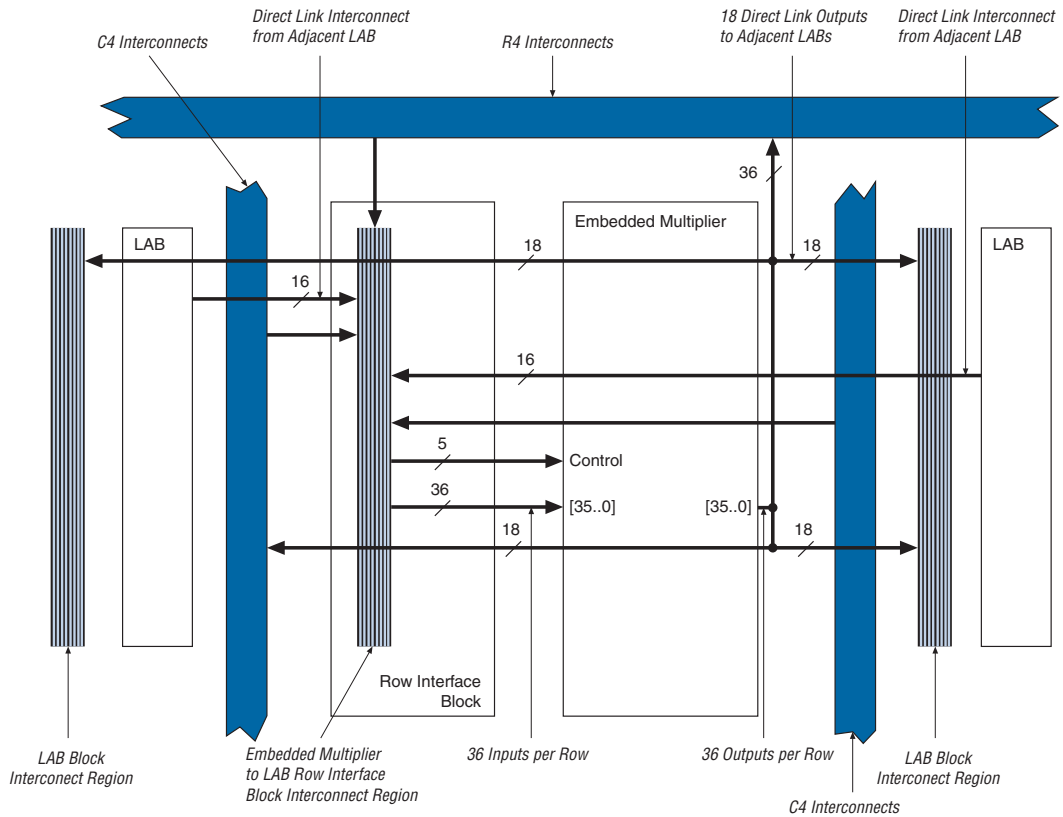 Direct Link Interconnect
from Adjacent LAB
18 Direct Link Outputs
to Adjacent LABs
Direct Link Interconnect
from Adjacent LAB
C4 Interconnects
R4 Interconnects
36
Embedded Multiplier
LAB
18
18
LAB
16
16
5
Control
36
[35..0]
[35..0]
18
18
Row Interface
Block
LAB Block
Interconect Region
Embedded Multiplier
to LAB Row Interface
Block Interconnect Region
36 Inputs per Row
36 Outputs per Row
LAB Block
Interconect Region
C4 Interconnects